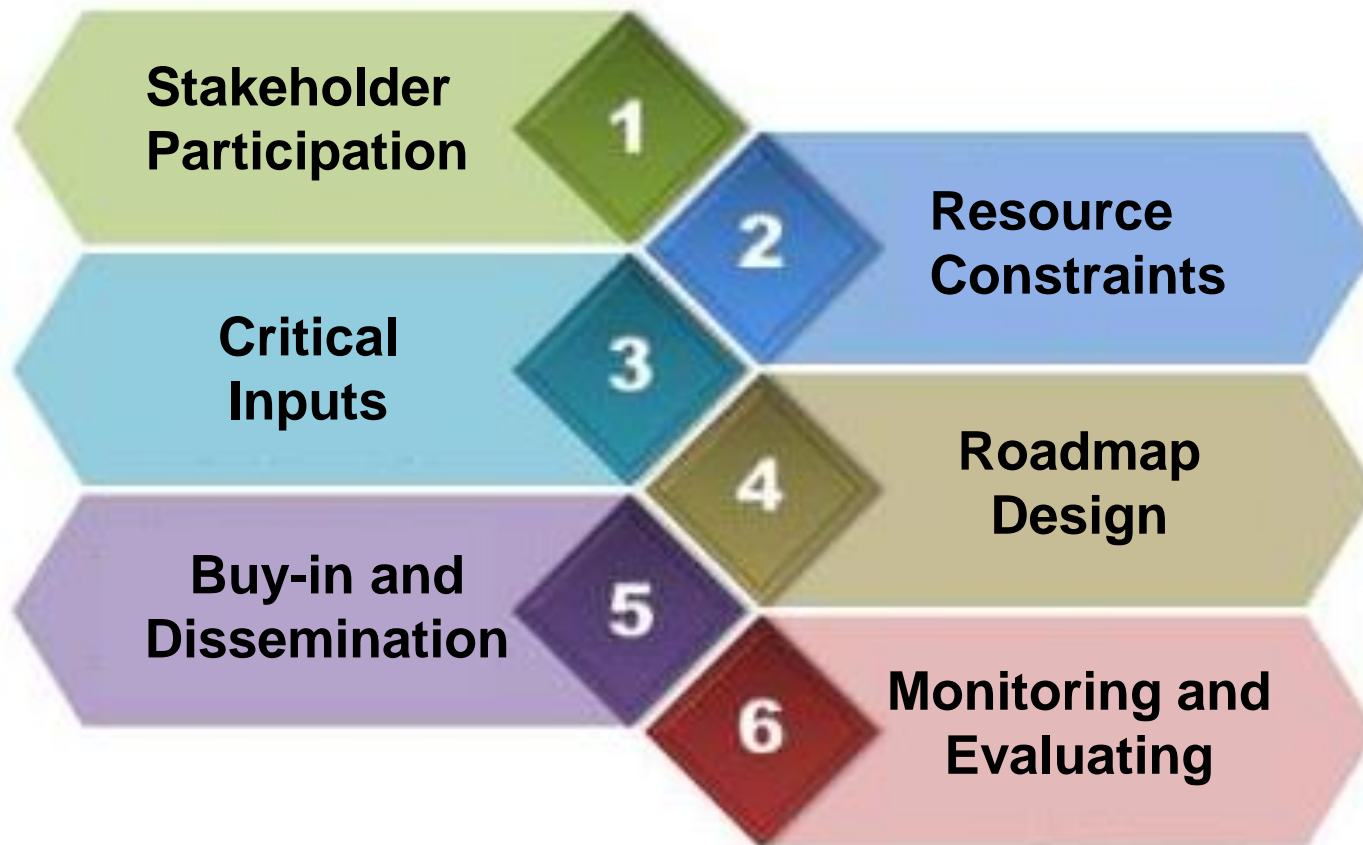 1
Stakeholder
Participation
2
Resource
Constraints
3
Critical
Inputs
4
Roadmap
Design
5
Buy-in and
Dissemination
6
Monitoring and
Evaluating